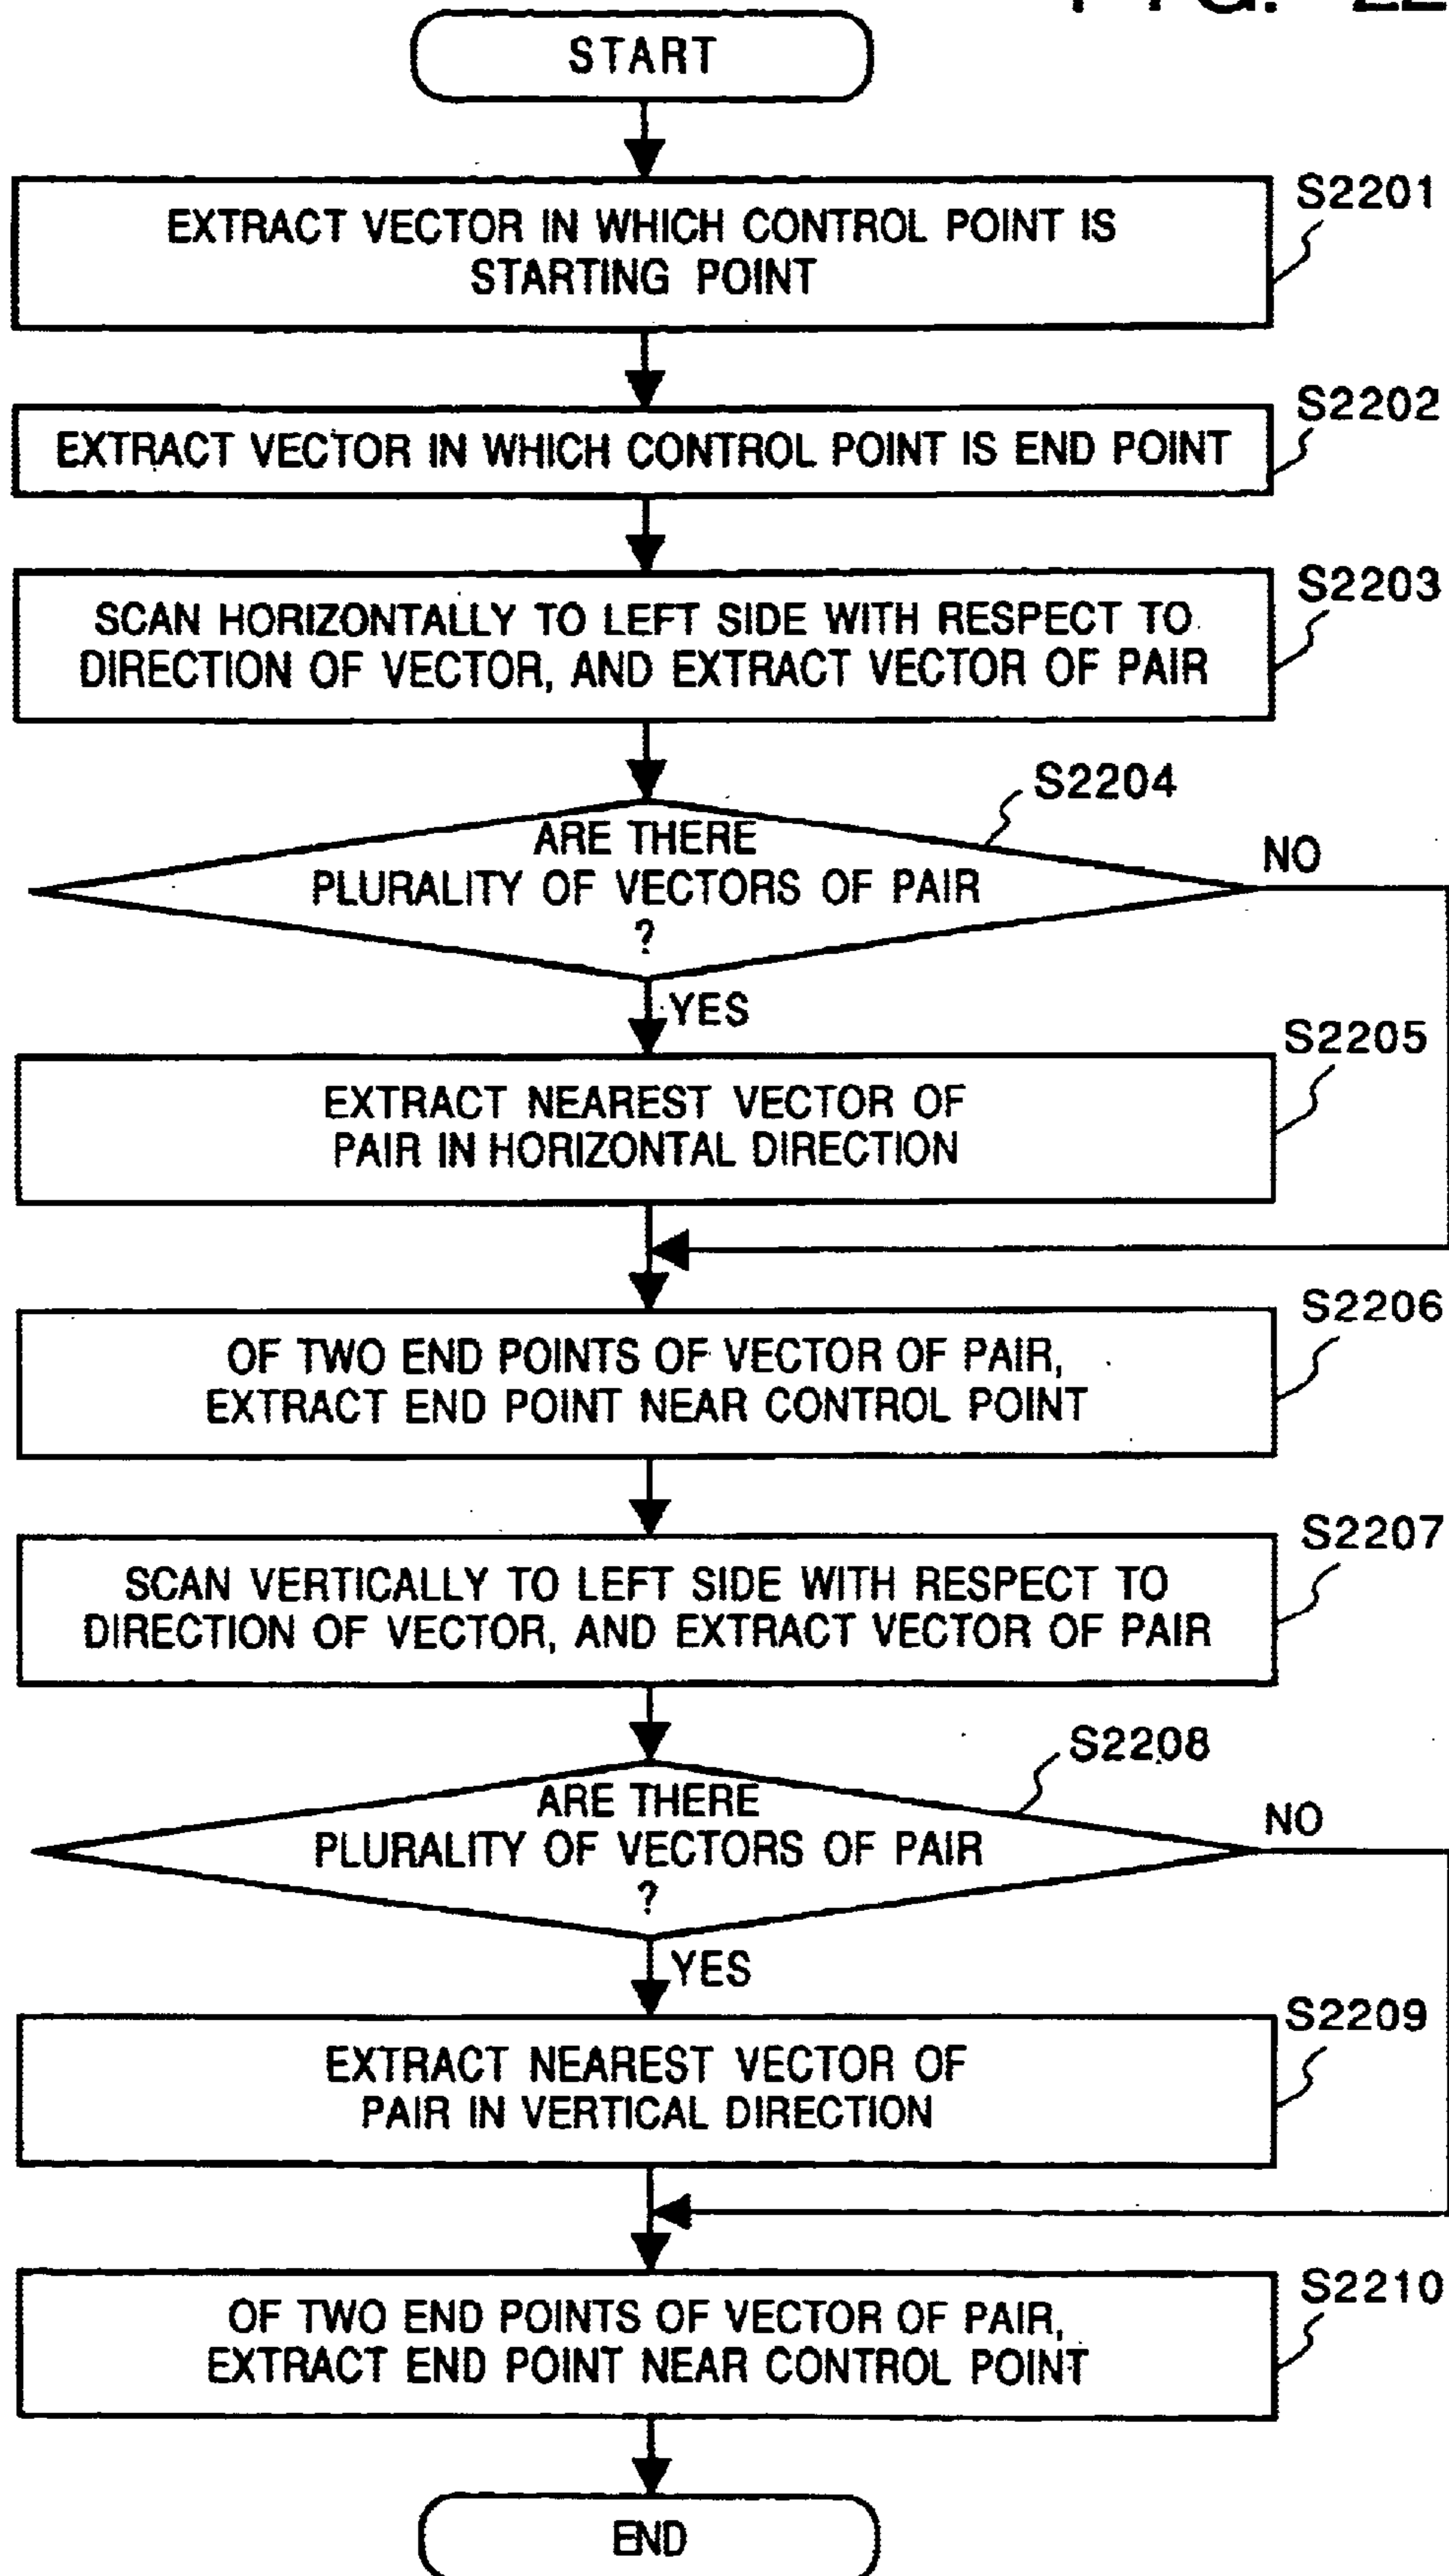 FIG. 22
START
S2201
EXTRACT VECTOR IN WHICH CONTROL POINT IS
STARTING POINT
S2202
EXTRACT VECTOR IN WHICH CONTROL POINT IS END POINT
S2203
SCAN HORIZONTALLY TO LEFT SIDE WITH RESPECT TO
DIRECTION OF VECTOR, AND EXTRACT VECTOR OF PAIR
S2204
ARE THERE
PLURALITY OF VECTORS OF PAIR
?
NO
YES
S2205
EXTRACT NEAREST VECTOR OF
PAIR IN HORIZONTAL DIRECTION
S2206
OF TWO END POINTS OF VECTOR OF PAIR,
EXTRACT END POINT NEAR CONTROL POINT
S2207
SCAN VERTICALLY TO LEFT SIDE WITH RESPECT TO
DIRECTION OF VECTOR, AND EXTRACT VECTOR OF PAIR
S2208
ARE THERE
PLURALITY OF VECTORS OF PAIR
?
NO
YES
S2209
EXTRACT NEAREST VECTOR OF
PAIR IN VERTICAL DIRECTION
S2210
OF TWO END POINTS OF VECTOR OF PAIR,
EXTRACT END POINT NEAR CONTROL POINT
END